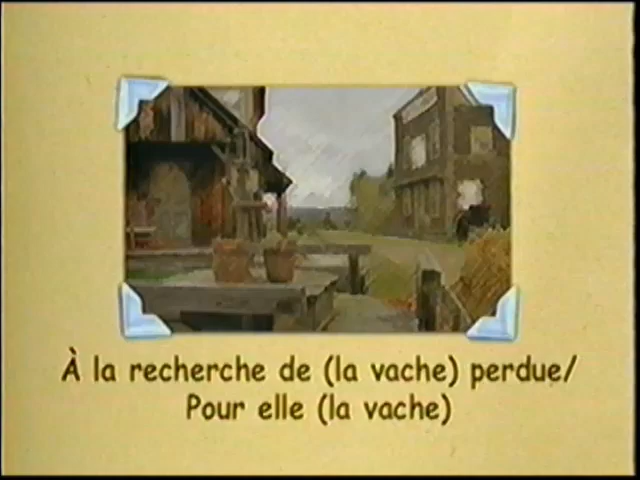 À la recherche de (la vache) perdue/
Pour elle (la vache)